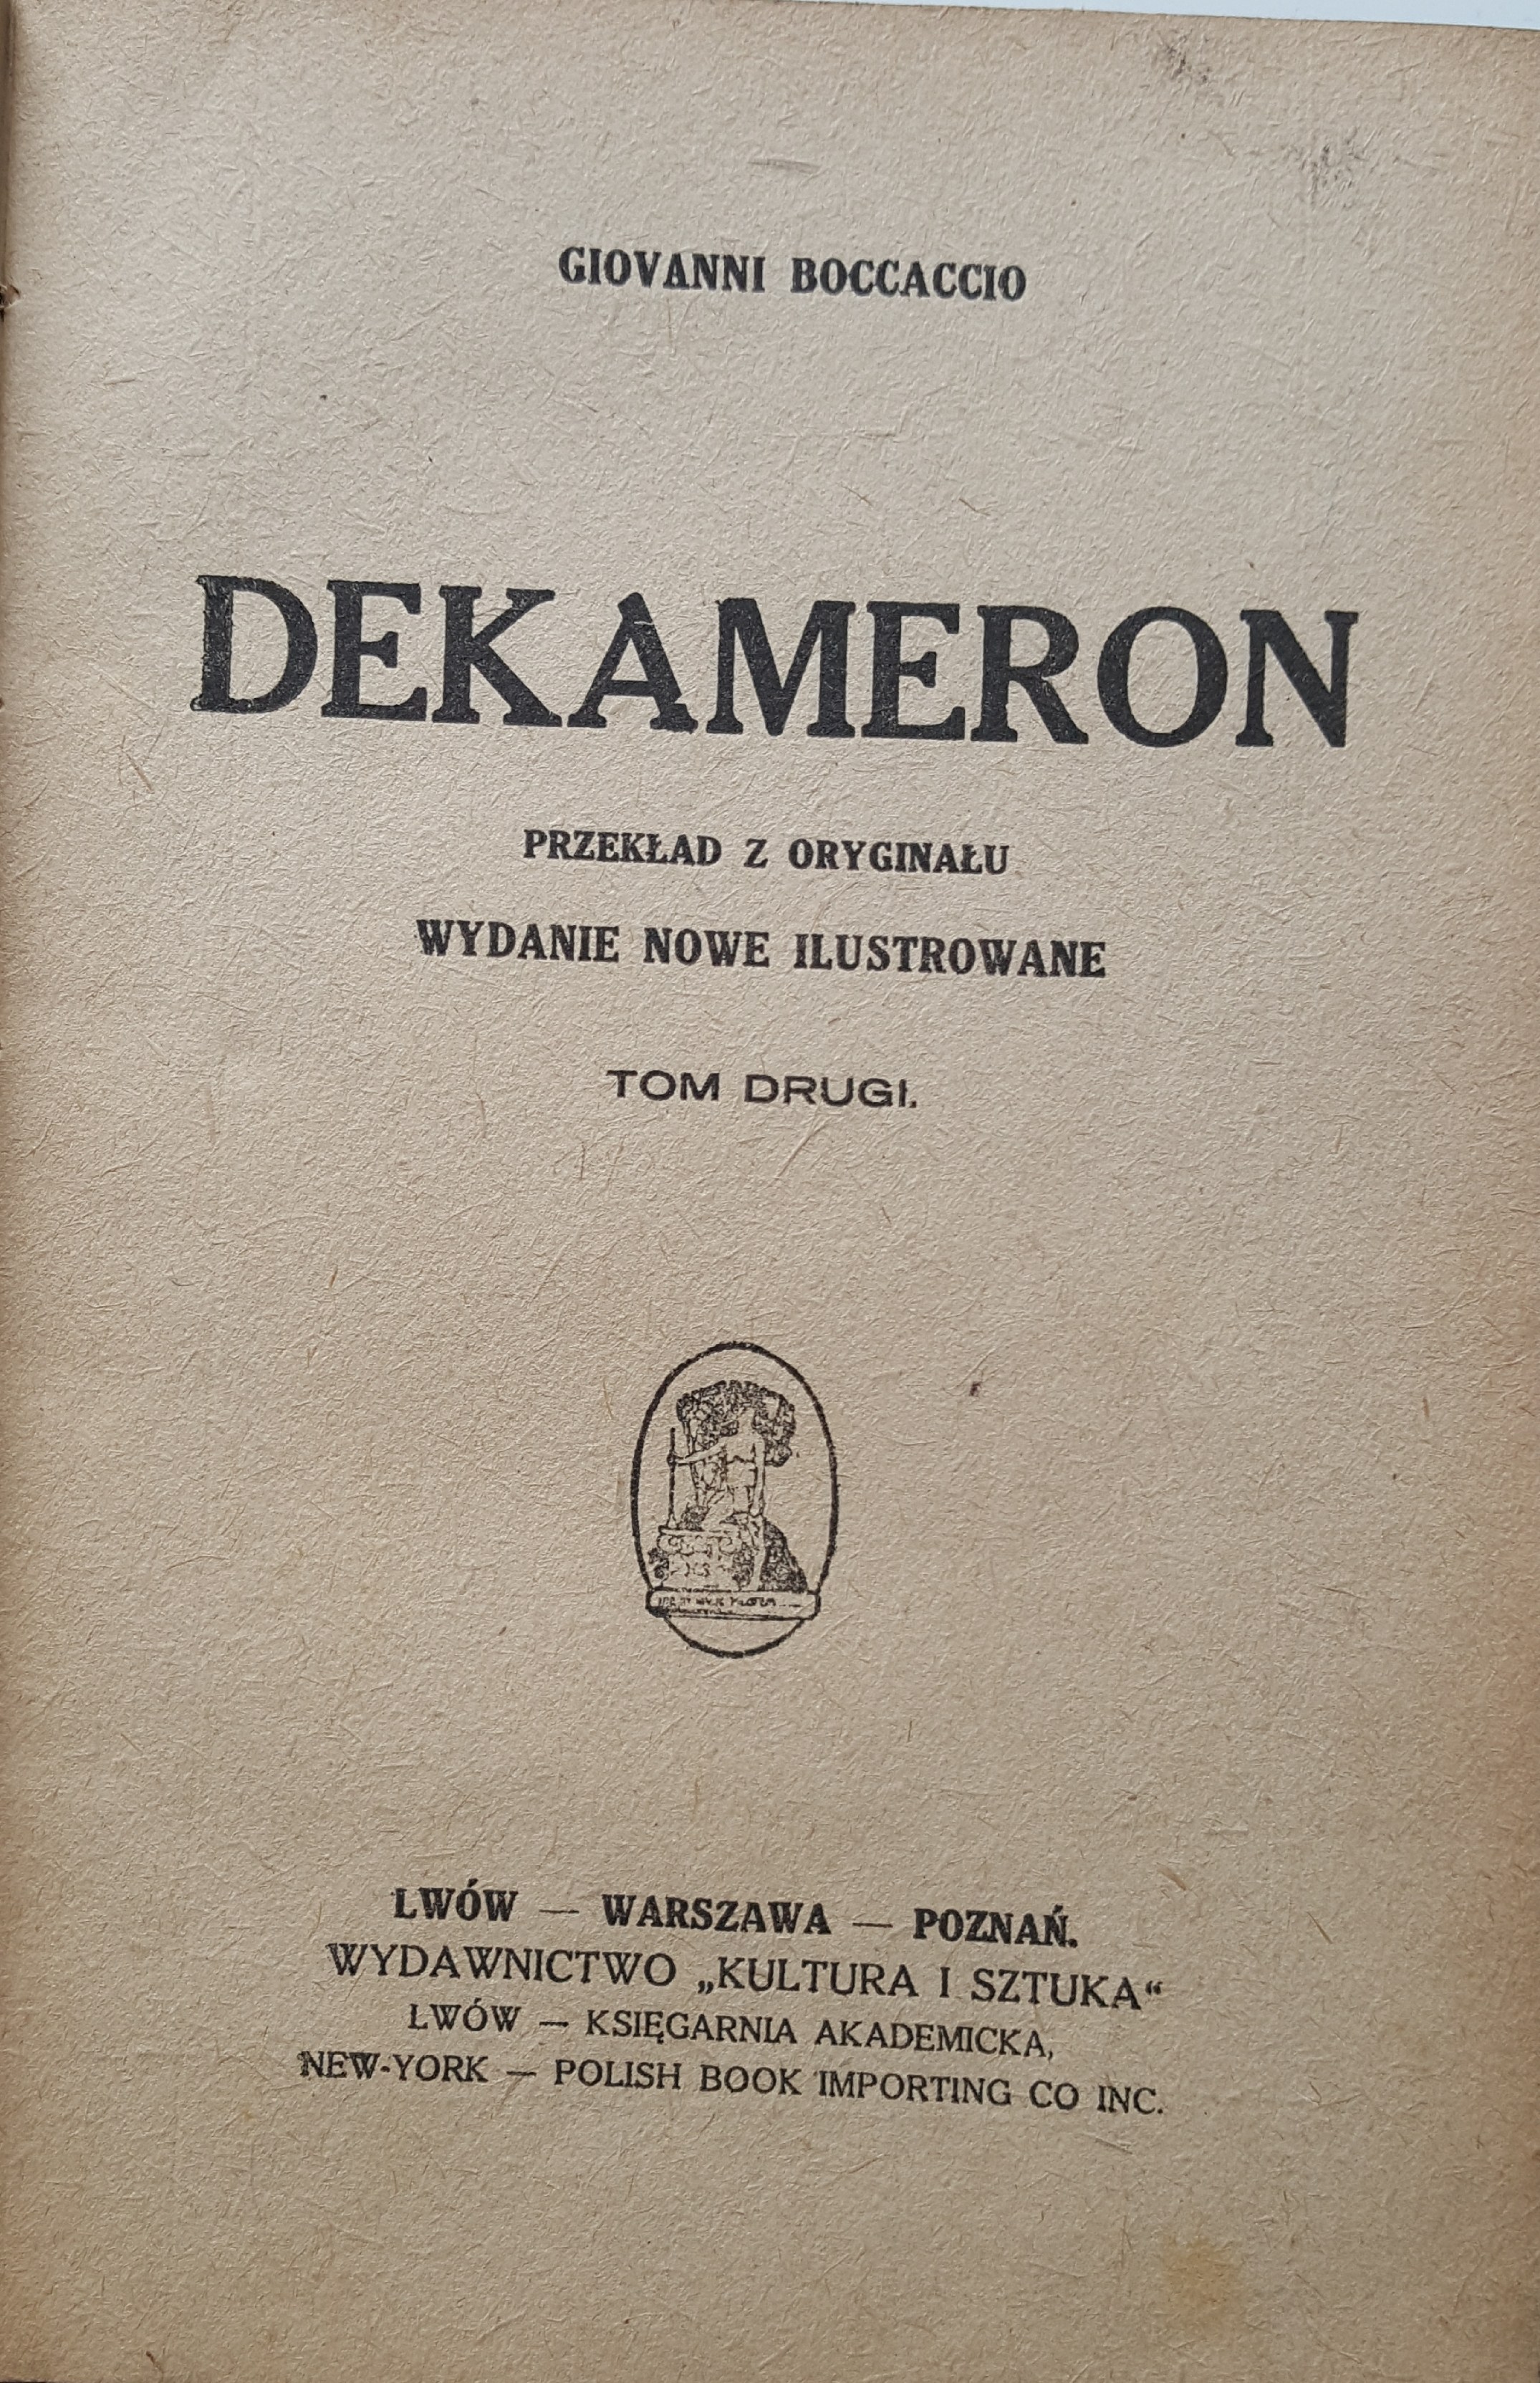 GIOVANNI BOCCACCIO
DEKAMERON
PRZEKŁAD Z ORYGINAŁU
WYDANIE NOWE ILUSTROWANE
TOM DRUGI.
LWÓW — WARSZAWA — POZNAŃ.
WYDAWNICTWO „KULTURA I SZTUKA“
LWÓW — KSIĘGARNIA AKADEMICKA,
NEW-YORK — POLISH BOOK IMPORTING CO INC.